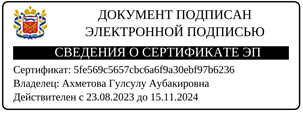 ДОКУМЕНТ ПОДПИСАН
ЭЛЕКТРОННОЙ ПОДПИСЬЮ
СВЕДЕНИЯ О СЕРТИФИКАТЕ ЭП
Сертификат: 5fe569c5657cbc6a6f9a30ebf97b6236
Владелец: Ахметова Гулсулу Аубакировна
Действителен с 23.08.2023 до 15.11.2024